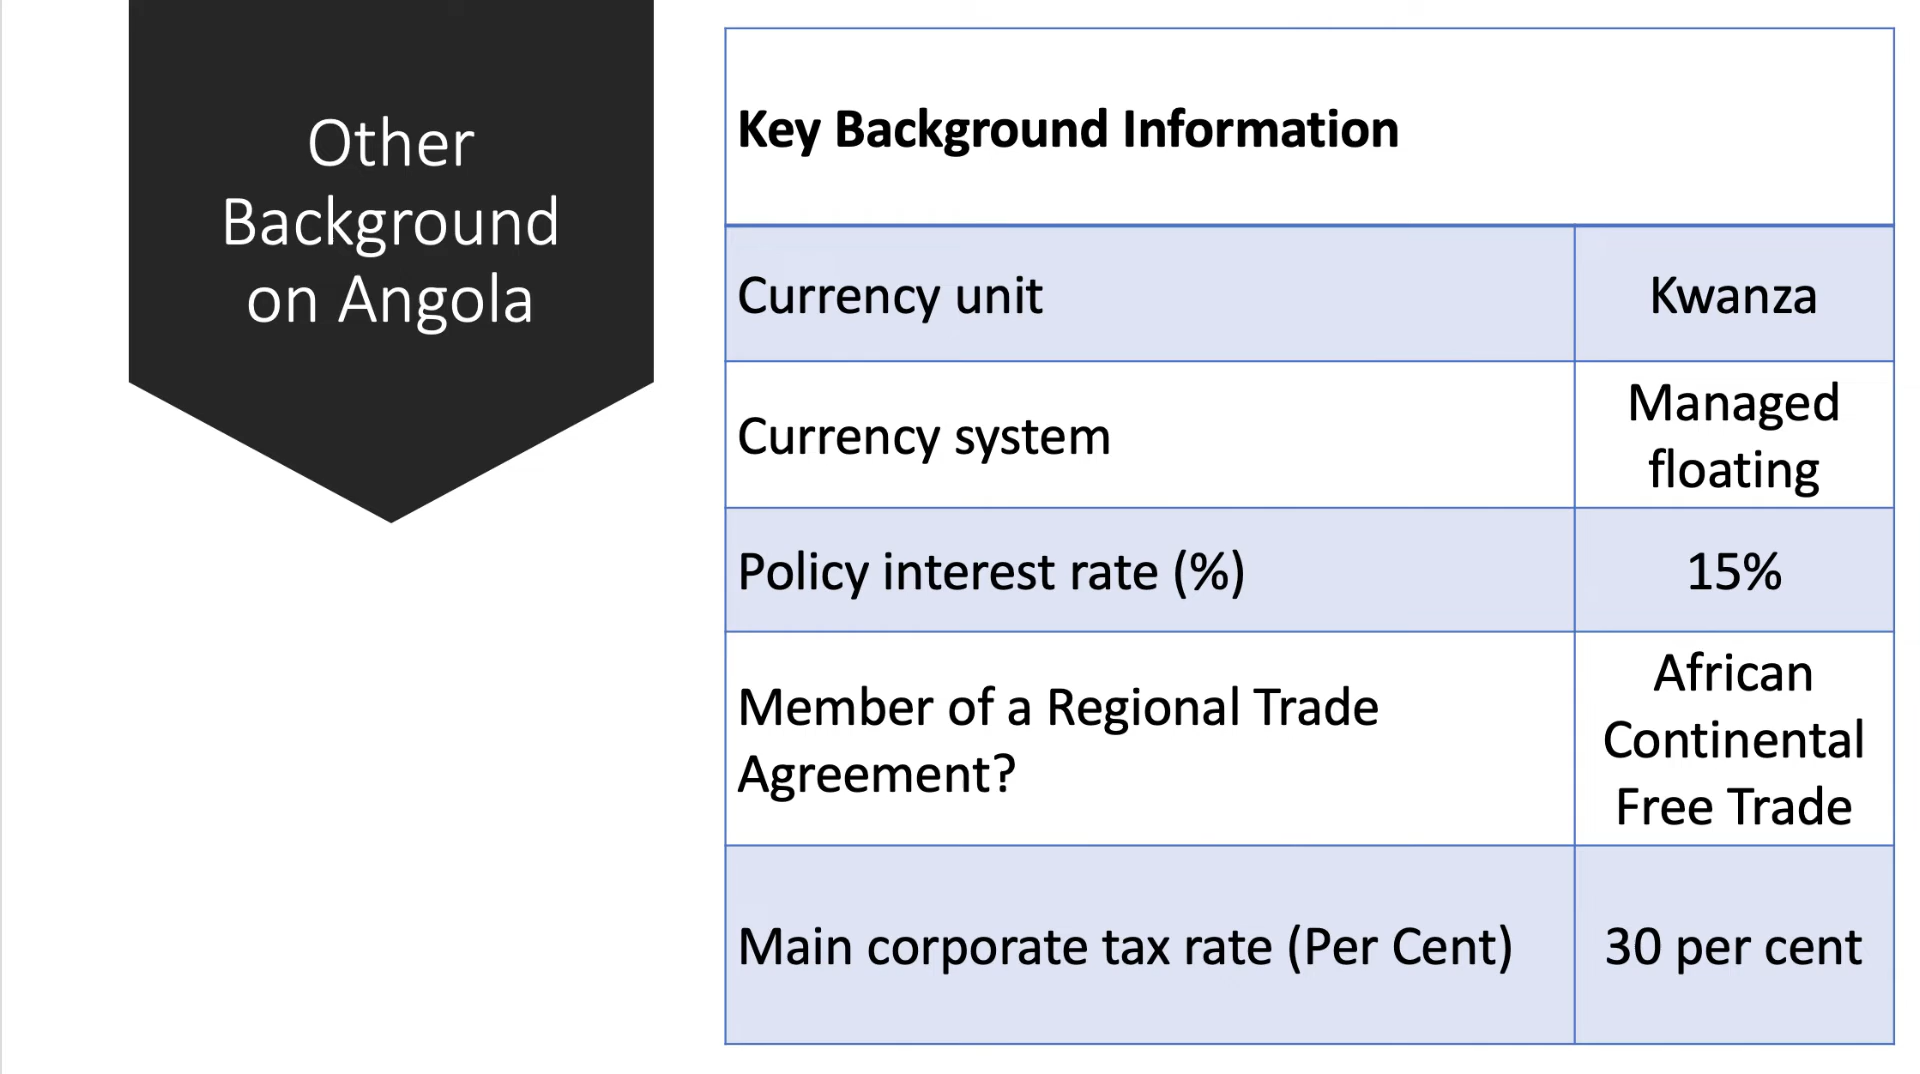 Other
Background
on Angola
Key Background Information
Currency unit
Kwanza
Currency system
Managed
floating
Policy interest rate (%)
15%
Member of a Regional Trade
Agreement?
African
Continental
Free Trade
Main corporate tax rate (Per Cent)
30 per cent